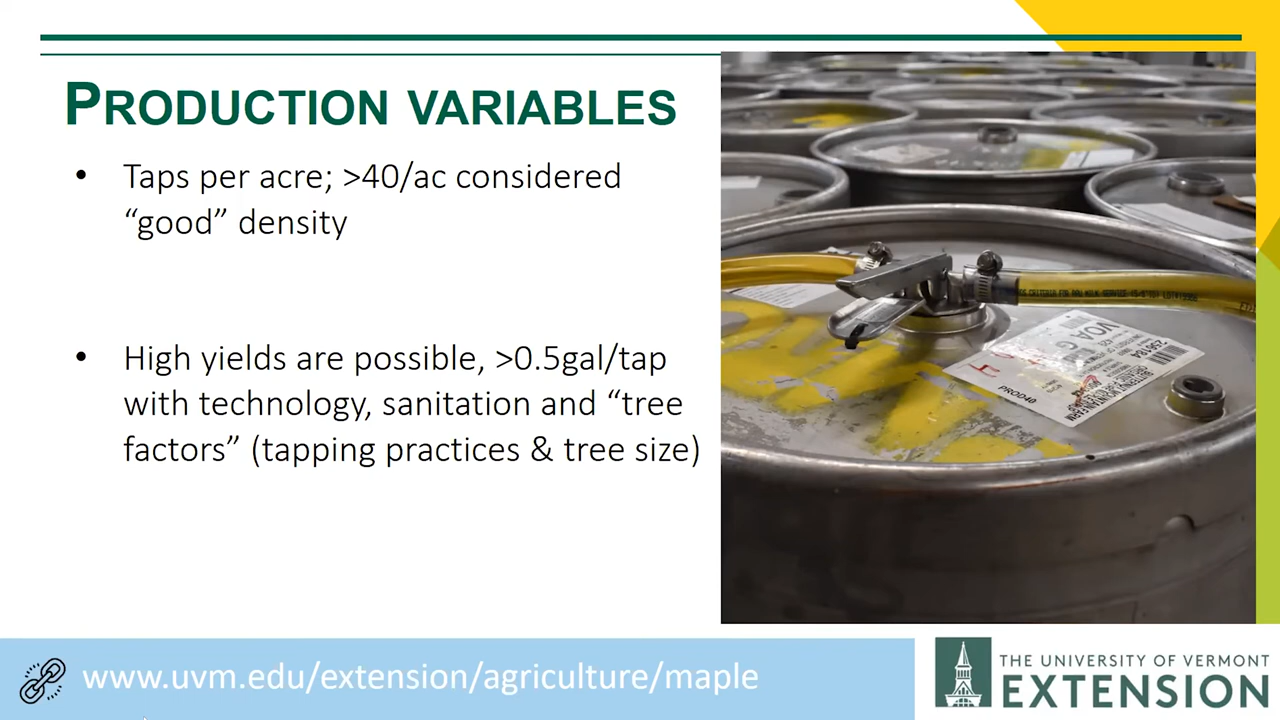 PRODUCTION VARIABLES
• Taps per acre; >40/ac considered
“good” density
• High yields are possible, >0.5gal/tap
with technology, sanitation and “tree
factors” (tapping practices & tree size)
PROD40
www.uvm.edu/extension/agriculture/maple
THE UNIVERSITY OF VERMONT
EXTENSION